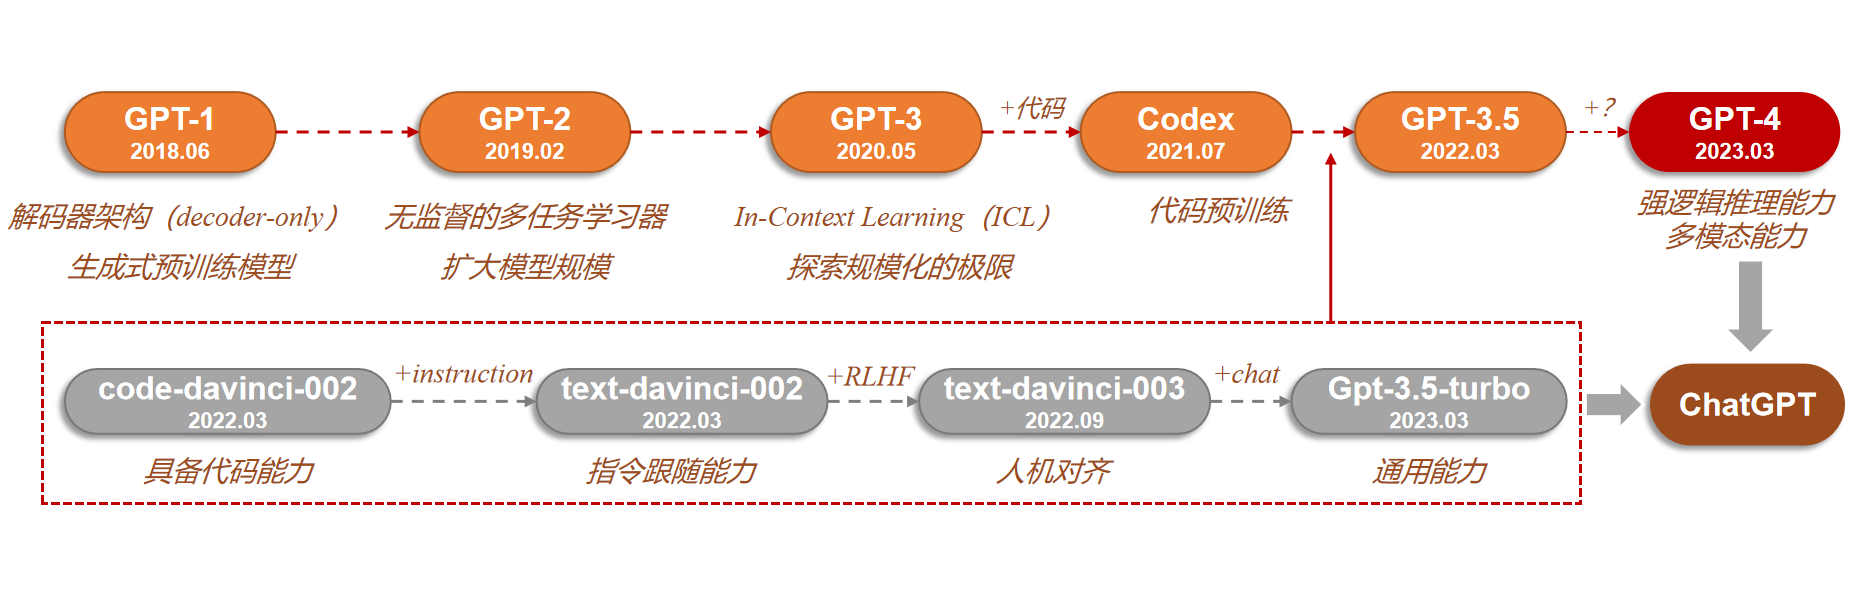 GPT-1
2018.06
GPT-2
2019.02
GPT-3
2020.05
+代码
Codex
2021.07
GPT-3.5
2022.03
+?
GPT-4
2023.03
解码器架构（decoder-only）
生成式预训练模型
无监督的多任务学习器
扩大模型规模
In-Context Learning（ICL）
探索规模化的极限
代码预训练
强逻辑推理能力
多模态能力
code-davinci-002
2022.03
+instruction
text-davinci-002
2022.03
+RLHF
text-davinci-003
2022.09
+chat
Gpt-3.5-turbo
2023.03
ChatGPT
具备代码能力
指令跟随能力
人机对齐
通用能力